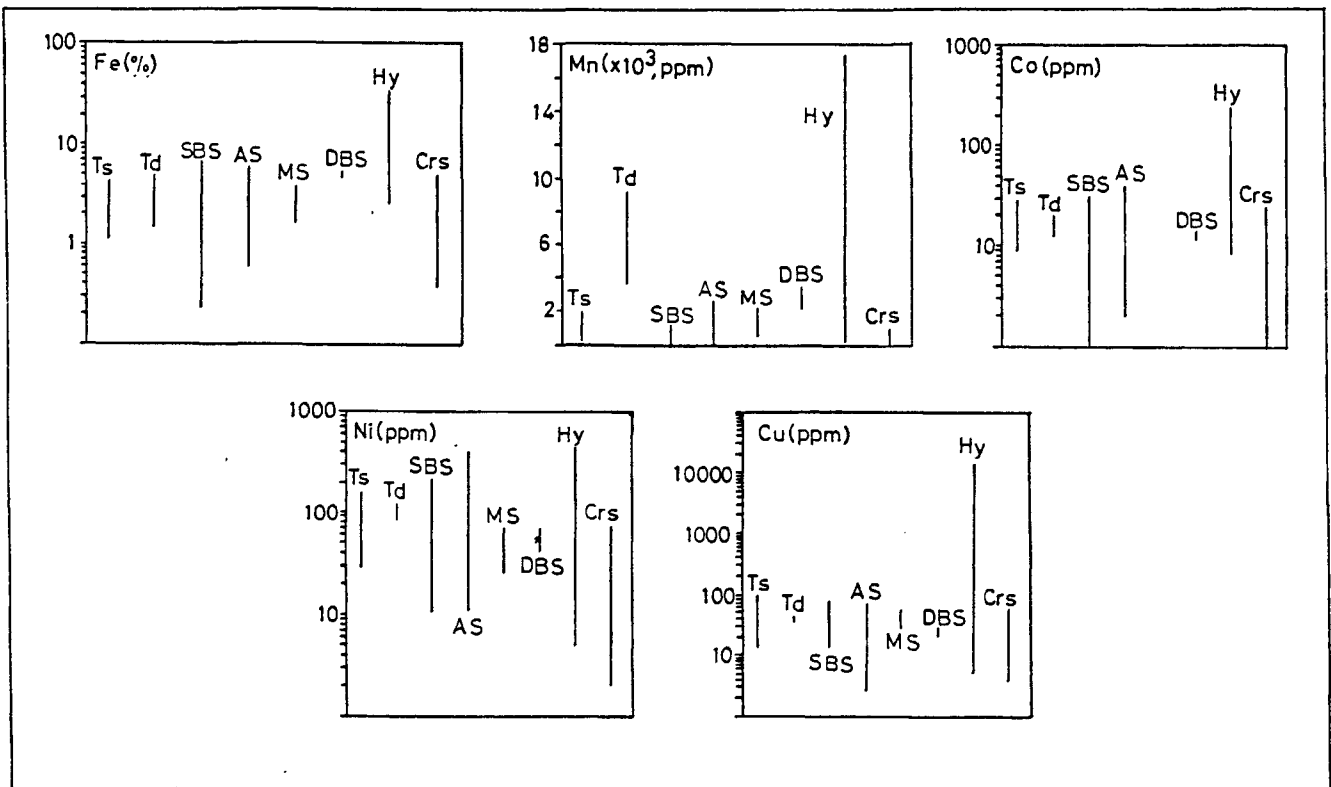 Fe(%)
100
10
1
Ts
Td
SBS
AS
MS
DBS
Hy
Crs
Mn(x10³,ppm)
18
14
10
6
2
Ts
Td
SBS
AS
MS
DBS
Hy
Crs
Co(ppm)
1000
100
10
Ts
Td
SBS
AS
DBS
Hy
Crs
Ni(ppm)
1000
100
10
Ts
Td
SBS
AS
MS
DBS
Hy
Crs
Cu(ppm)
10000
1000
100
10
Ts
Td
SBS
AS
MS
DBS
Hy
Crs